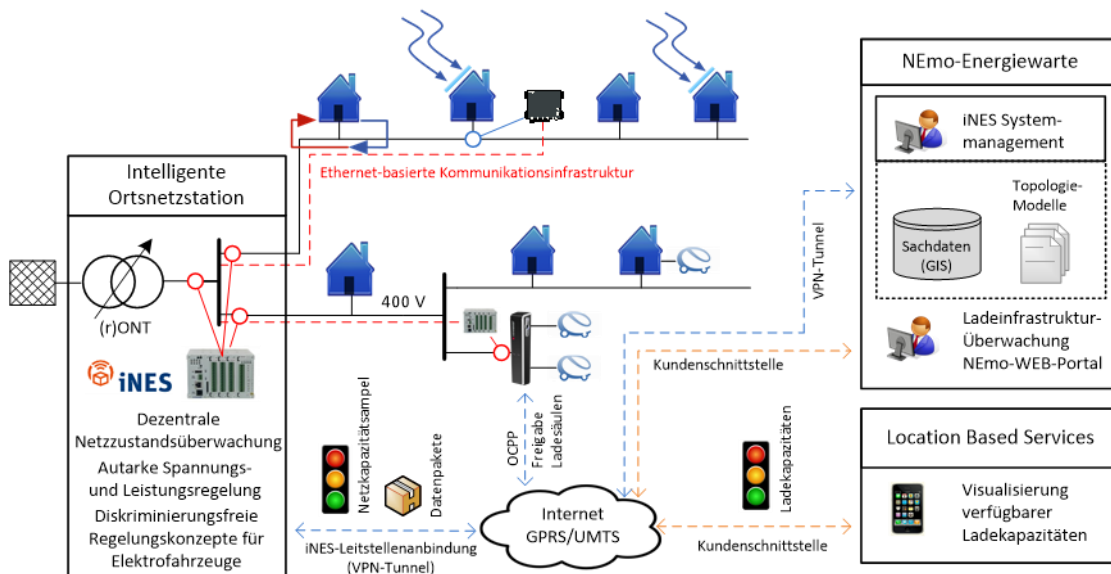 Intelligente
Ortsnetzstation
(r)ONT
iNES
Dezentrale
Netzzustandsüberwachung
Autarke Spannungs-
und Leistungsregelung
Diskriminierungsfreie
Regelungskonzepte für
Elektrofahrzeuge
Ethernet-basierte Kommunikationsinfrastruktur
400 V
Netzkapazitätsampel
Datenpakete
OCPP
Freigabe
Ladesäulen
iNES-Leitstellenanbindung
(VPN-Tunnel)
Internet
GPRS/UMTS
Kundenschnittstelle
VPN-Tunnel
Ladekapazitäten
Kundenschnittstelle
NEmo-Energiewarte
iNES System-
management
Topologie-
Modelle
Sachdaten
(GIS)
Ladeinfrastruktur-
Überwachung
NEmo-WEB-Portal
Location Based Services
Visualisierung
verfügbarer
Ladekapazitäten